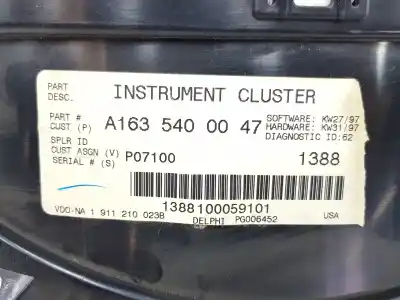 PART DESC. INSTRUMENT CLUSTER
PART # CUST (P) A163 540 00 47
SOFTWARE: KW27/97
HARDWARE: KW31/97
DIAGNOSTIC ID:62
SPLR ID
CUST ASGN (V) P07100 1388
SERIAL # (S)
1388100059101
VDO-NA 1 911 210 023B DELPHI PG006452 USA